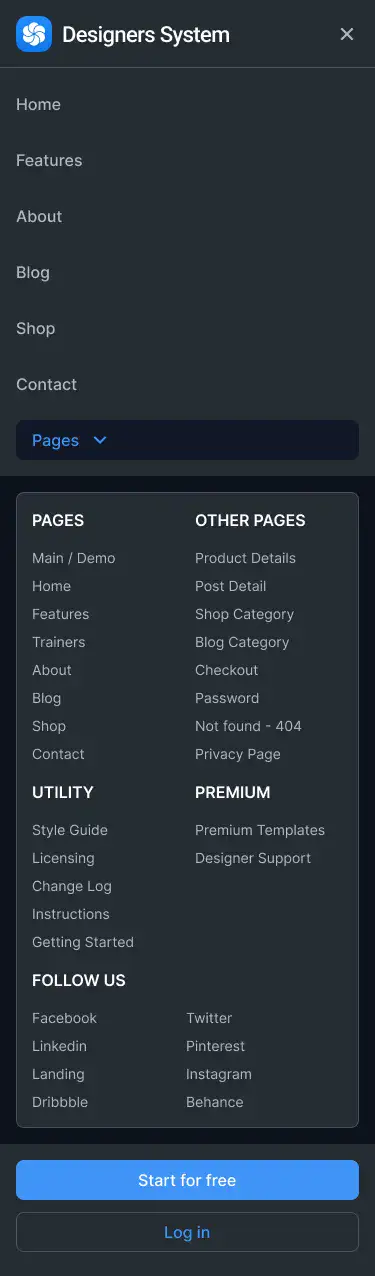 Designers System
Home
Features
About
Blog
Shop
Contact
Pages
PAGES
Main / Demo
Home
Features
Trainers
About
Blog
Shop
Contact
OTHER PAGES
Product Details
Post Detail
Shop Category
Blog Category
Checkout
Password
Not found - 404
Privacy Page
UTILITY
Style Guide
Licensing
Change Log
Instructions
Getting Started
PREMIUM
Premium Templates
Designer Support
FOLLOW US
Facebook
Linkedin
Landing
Dribbble
Twitter
Pinterest
Instagram
Behance
Start for free
Log in